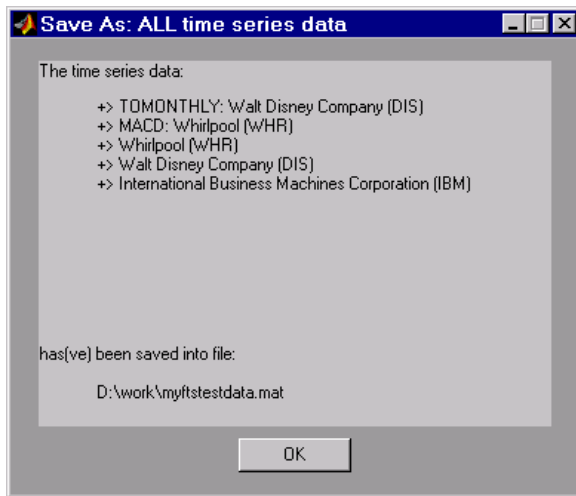 Save As: ALL time series data
The time series data:
+> TOMONTHLY: Walt Disney Company (DIS)
+> MACD: Whirlpool (WHR)
+> Whirlpool (WHR)
+> Walt Disney Company (DIS)
+> International Business Machines Corporation (IBM)
has(ve) been saved into file:
D:\work\myftstestdata.mat
OK